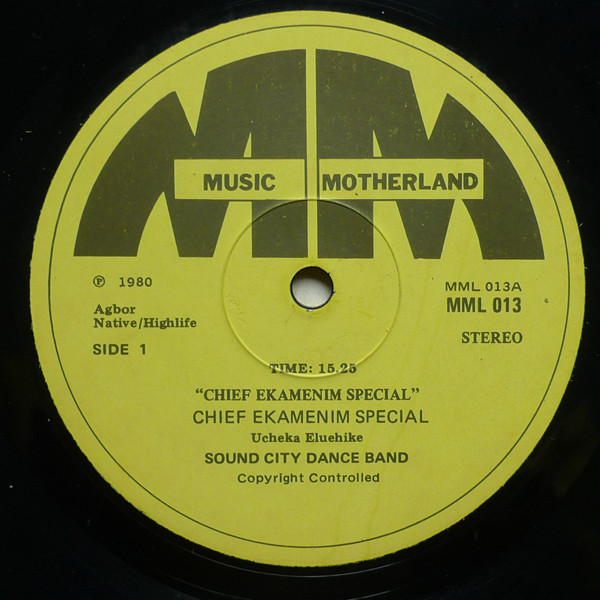 MM
MUSIC MOTHERLAND
℗ 1980
MML 013A
Agbor
Native/Highlife
MML 013
SIDE 1
STEREO
TIME: 15.25
"CHIEF EKAMENIM SPECIAL"
CHIEF EKAMENIM SPECIAL
Ucheka Eluehike
SOUND CITY DANCE BAND
Copyright Controlled